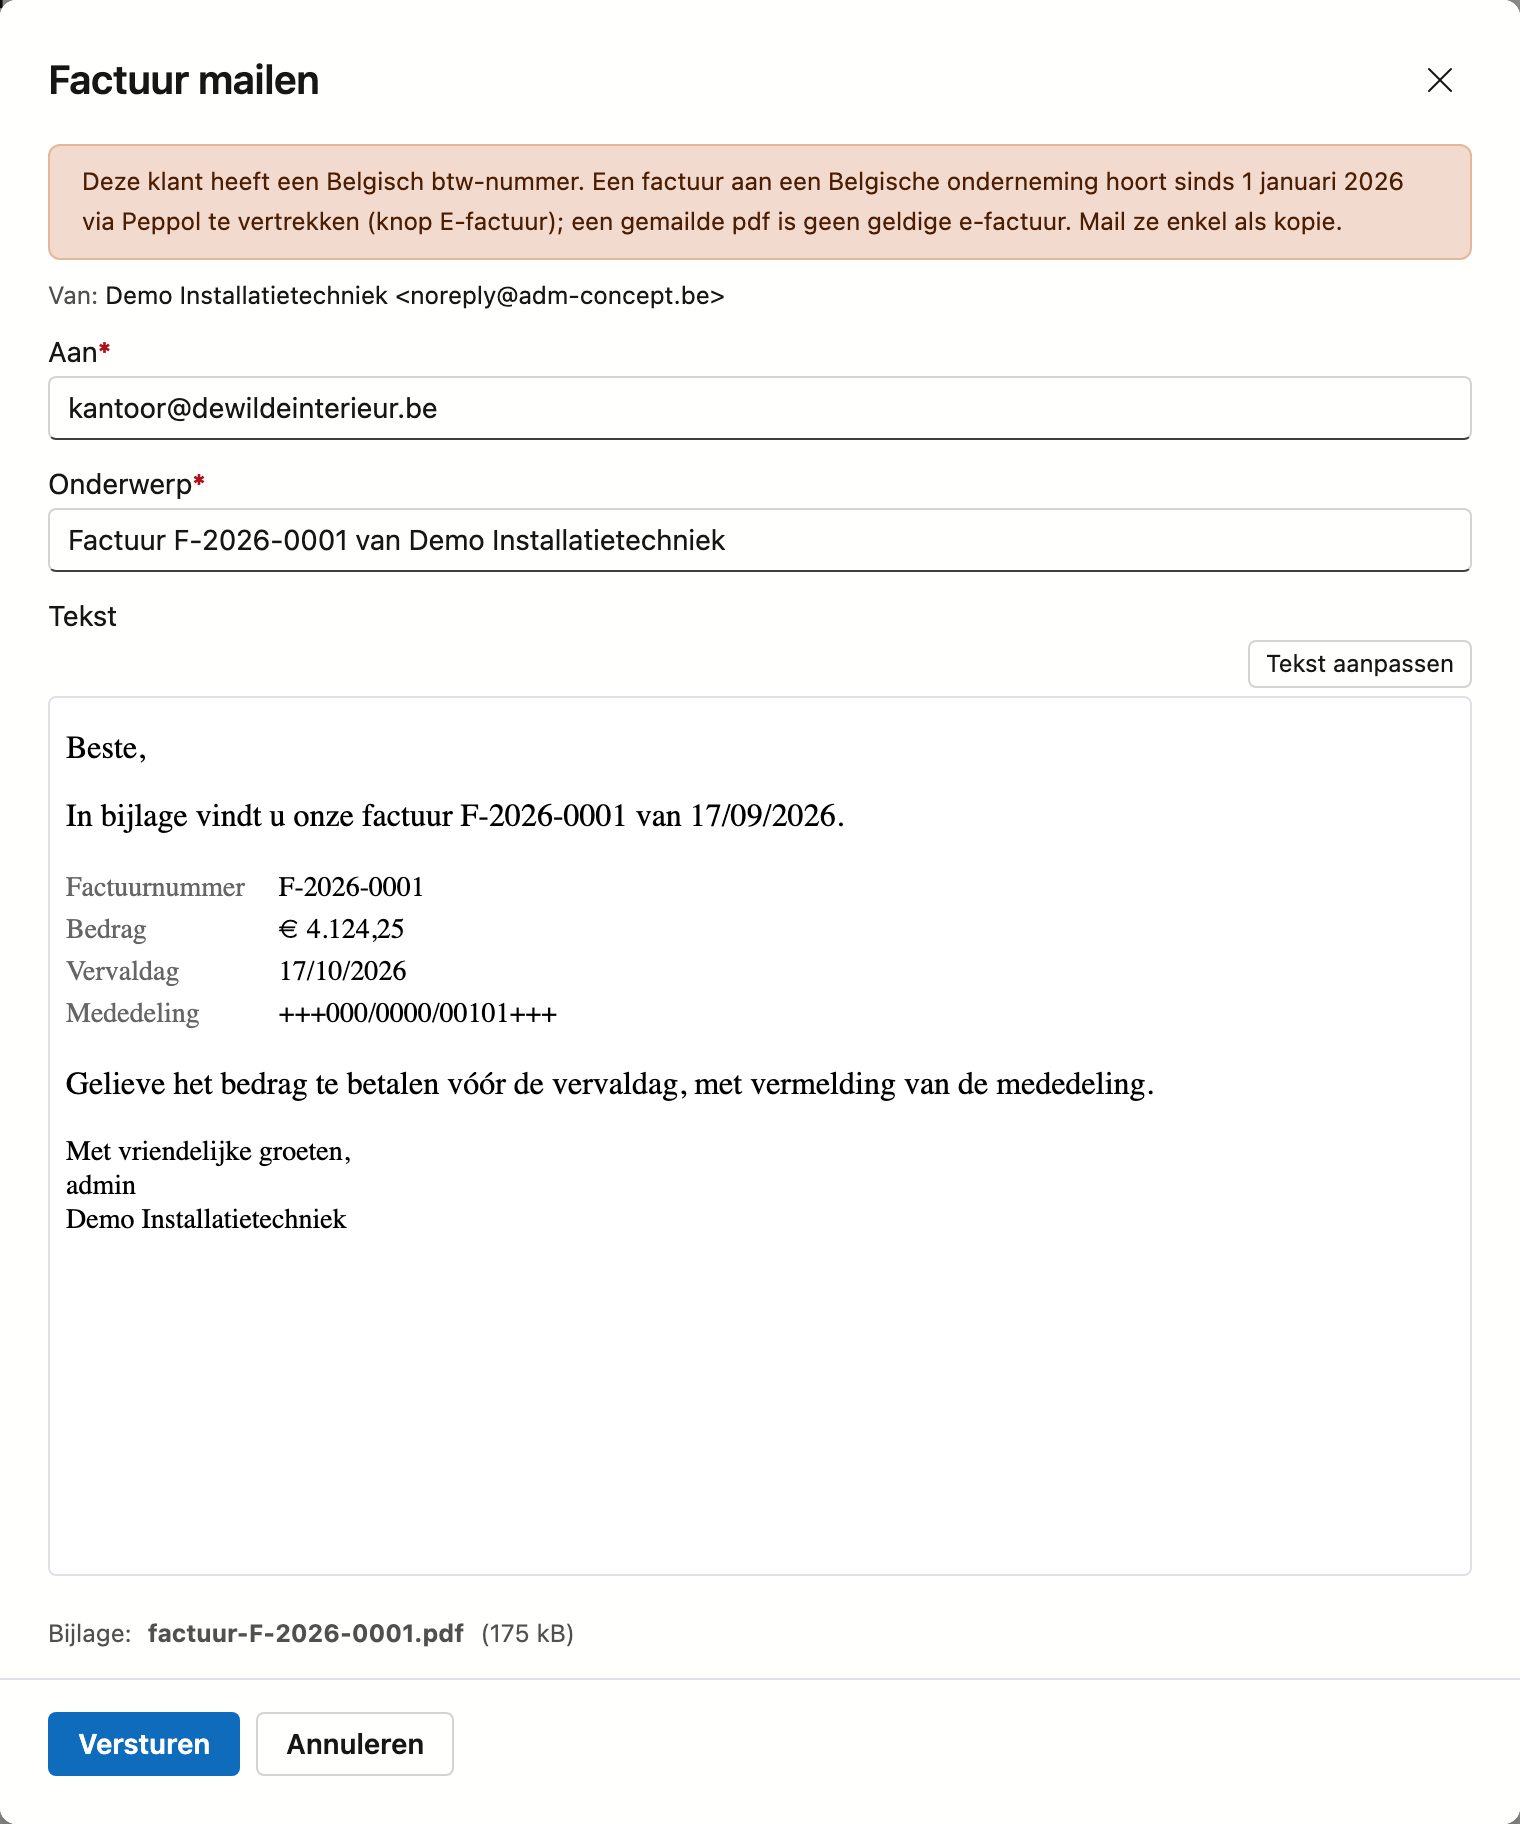 Factuur mailen
Deze klant heeft een Belgisch btw-nummer. Een factuur aan een Belgische onderneming hoort sinds 1 januari 2026
via Peppol te vertrekken (knop E-factuur); een gemailde pdf is geen geldige e-factuur. Mail ze enkel als kopie.
Van: Demo Installatietechniek <noreply@adm-concept.be>
Aan*
kantoor@dewildeinterieur.be
Onderwerp*
Factuur F-2026-0001 van Demo Installatietechniek
Tekst
Tekst aanpassen
Beste,
In bijlage vindt u onze factuur F-2026-0001 van 17/09/2026.
Factuurnummer F-2026-0001
Bedrag € 4.124,25
Vervaldag 17/10/2026
Mededeling +++000/0000/00101+++
Gelieve het bedrag te betalen vóór de vervaldag, met vermelding van de mededeling.
Met vriendelijke groeten,
admin
Demo Installatietechniek
Bijlage: factuur-F-2026-0001.pdf (175 kB)
Versturen Annuleren